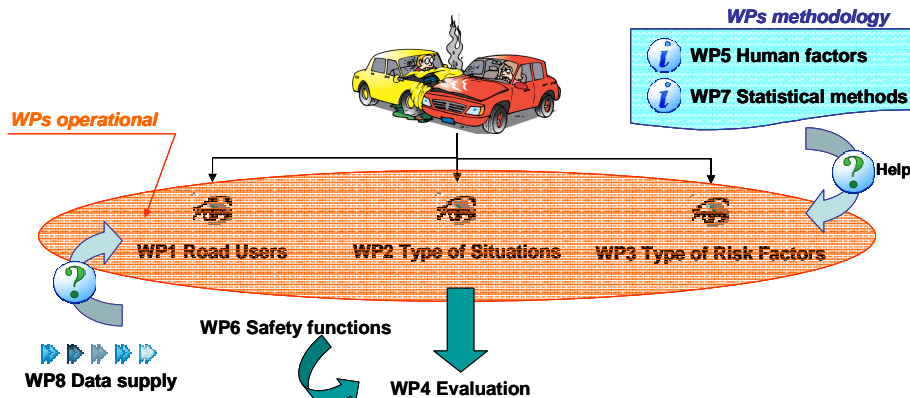 WPs methodology
WP5 Human factors
WP7 Statistical methods
WPs operational
Help
WP1 Road Users
WP2 Type of Situations
WP3 Type of Risk Factors
WP6 Safety functions
WP8 Data supply
WP4 Evaluation